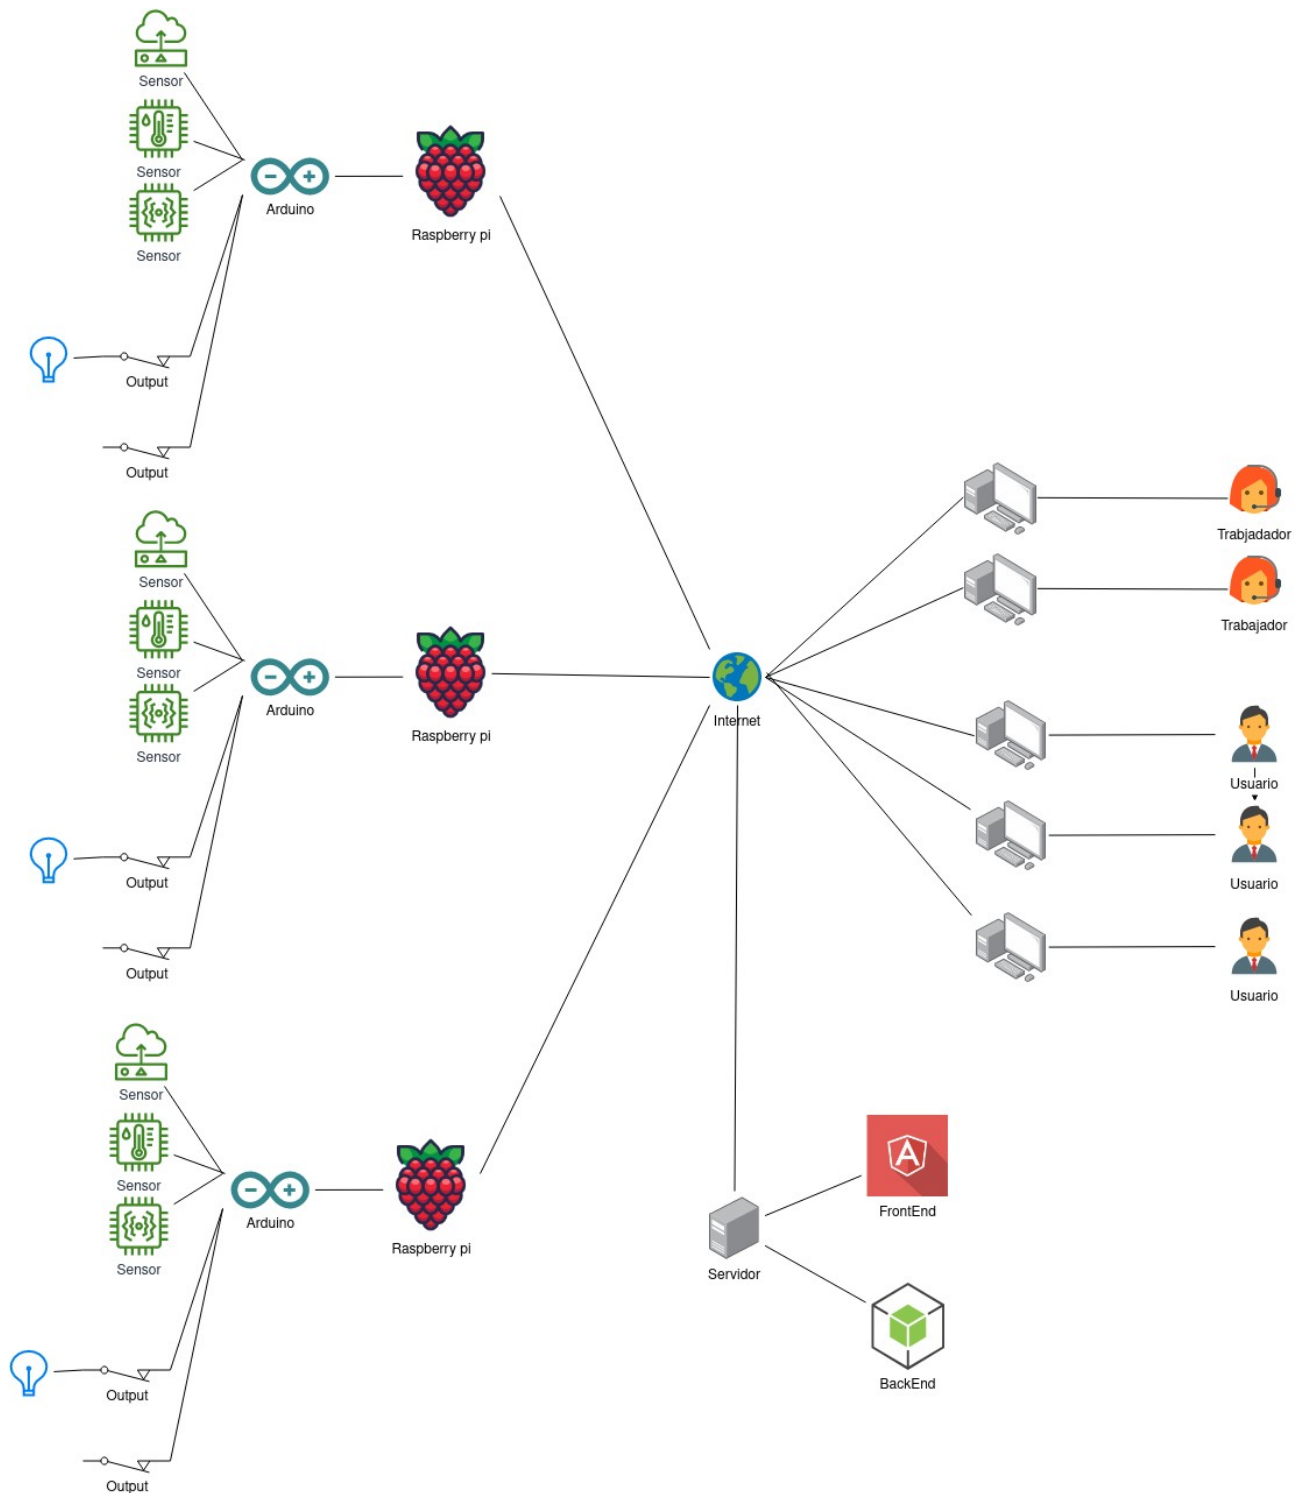 Sensor
Sensor
Sensor
Arduino
Raspberry pi
Output
Output
Sensor
Sensor
Sensor
Arduino
Raspberry pi
Output
Output
Sensor
Sensor
Sensor
Arduino
Raspberry pi
Output
Output
Internet
Trabjadador
Trabajador
Usuario
Usuario
Usuario
Servidor
A
FrontEnd
BackEnd